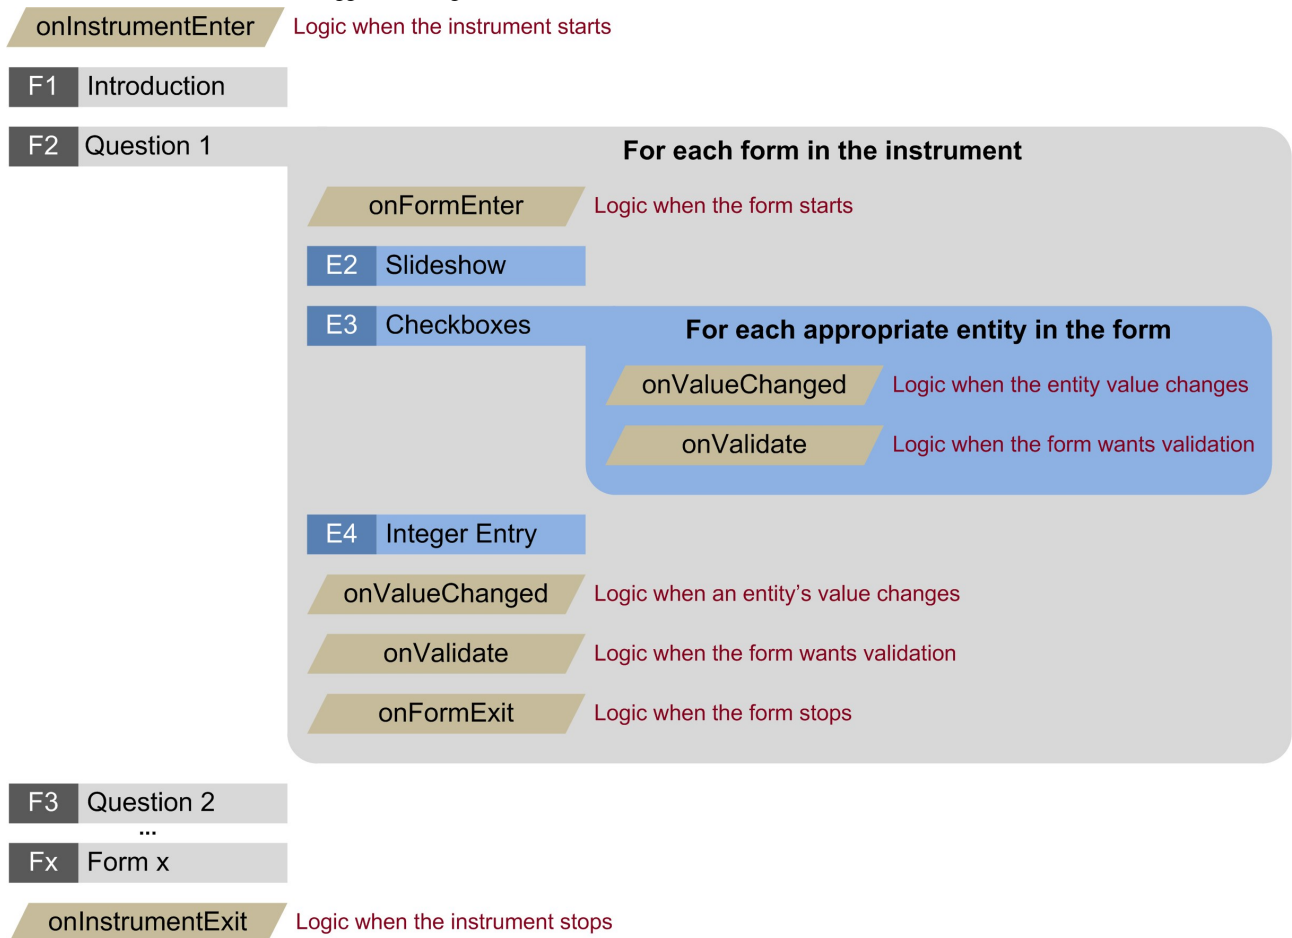 onInstrumentEnter Logic when the instrument starts
F1 Introduction
F2 Question 1 For each form in the instrument
onFormEnter Logic when the form starts
E2 Slideshow
E3 Checkboxes For each appropriate entity in the form
onValueChanged Logic when the entity value changes
onValidate Logic when the form wants validation
E4 Integer Entry
onValueChanged Logic when an entity’s value changes
onValidate Logic when the form wants validation
onFormExit Logic when the form stops
F3 Question 2
...
Fx Form x
onInstrumentExit Logic when the instrument stops